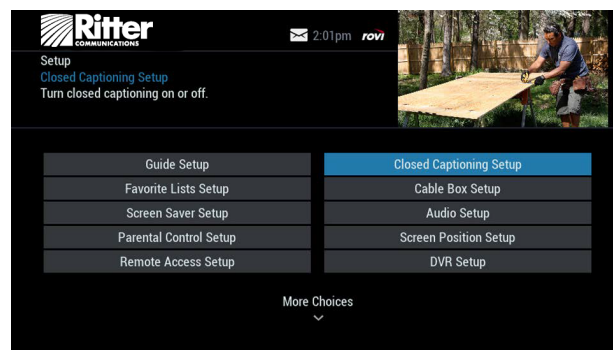 Ritter
COMMUNICATIONS
2:01pm rovi
Setup
Closed Captioning Setup
Turn closed captioning on or off.
Guide Setup
Closed Captioning Setup
Favorite Lists Setup
Cable Box Setup
Screen Saver Setup
Audio Setup
Parental Control Setup
Screen Position Setup
Remote Access Setup
DVR Setup
More Choices